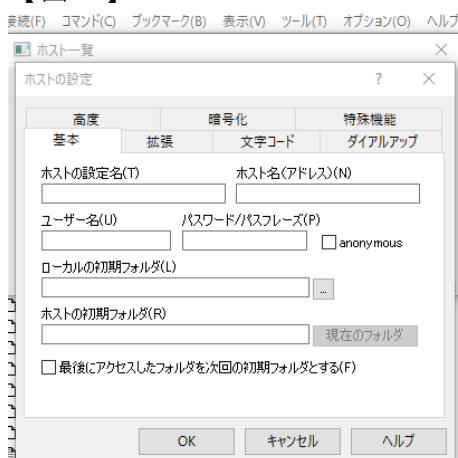 接続(F) コマンド(C) ブックマーク(B) 表示(V) ツール(T) オプション(O)
ホスト一覧
ホストの設定 ?
高度 暗号化 特殊機能
基本 拡張 文字コード ダイアルアップ
ホストの設定名(T) ホスト名(アドレス)(N)
ユーザー名(U) パスワード/パスフレーズ(P)
anonymous
ローカルの初期フォルダ(L)
...
ホストの初期フォルダ(R)
現在のフォルダ
最後にアクセスしたフォルダを次回の初期フォルダとする(F)
OK キャンセル ヘルプ